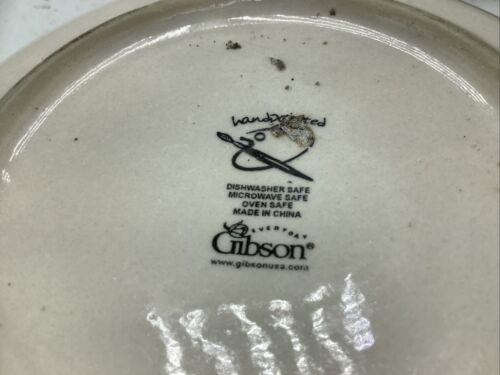 handpainted
DISHWASHER SAFE
MICROWAVE SAFE
OVEN SAFE
MADE IN CHINA
EVERYDAY
Gibson®
www.gibsonusa.com